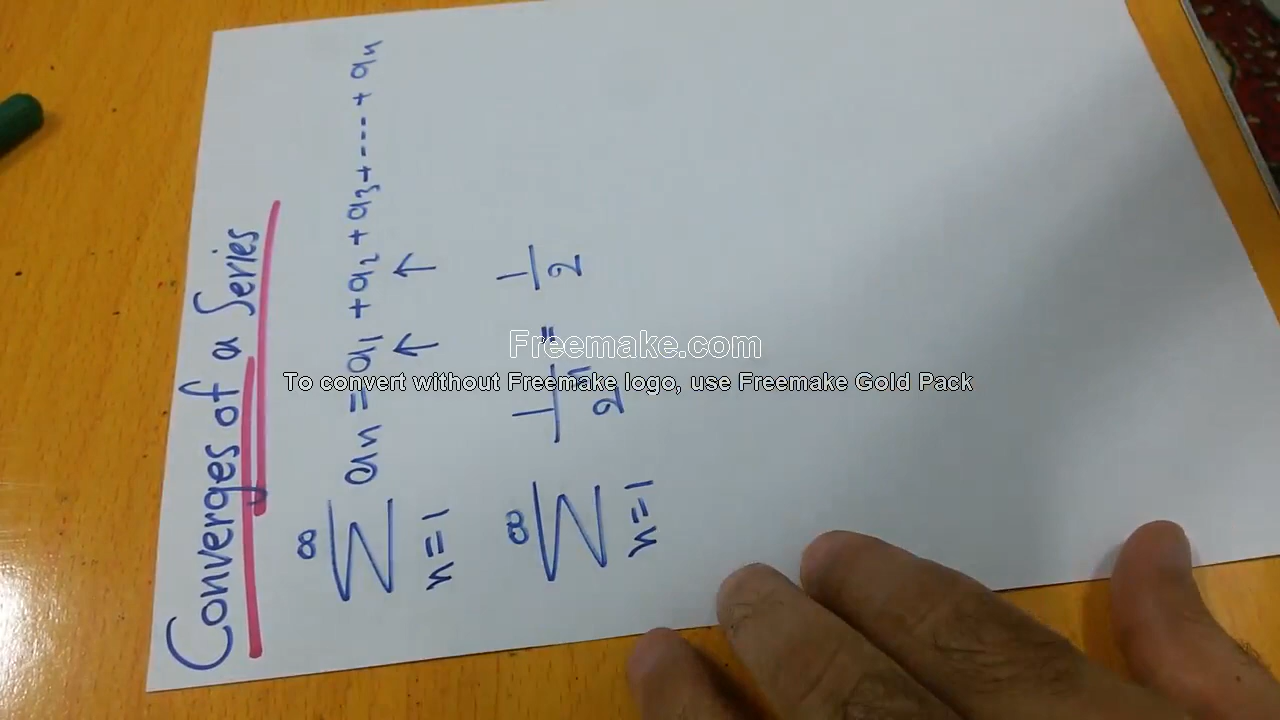 Converges of a Series
∞
∑ an = a1 + a2 + a3 + ---- + an
n=1 ↑ ↑
∞
∑ 1/2^n = 1/2
n=1
Freemake.com
To convert without Freemake logo, use Freemake Gold Pack